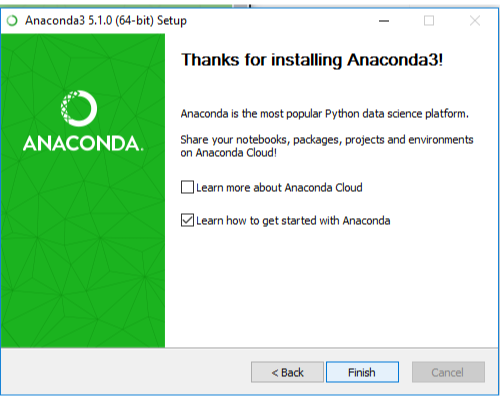 Anaconda3 5.1.0 (64-bit) Setup
Thanks for installing Anaconda3!
ANACONDA.
Anaconda is the most popular Python data science platform.
Share your notebooks, packages, projects and environments
on Anaconda Cloud!
Learn more about Anaconda Cloud
Learn how to get started with Anaconda
< Back
Finish
Cancel